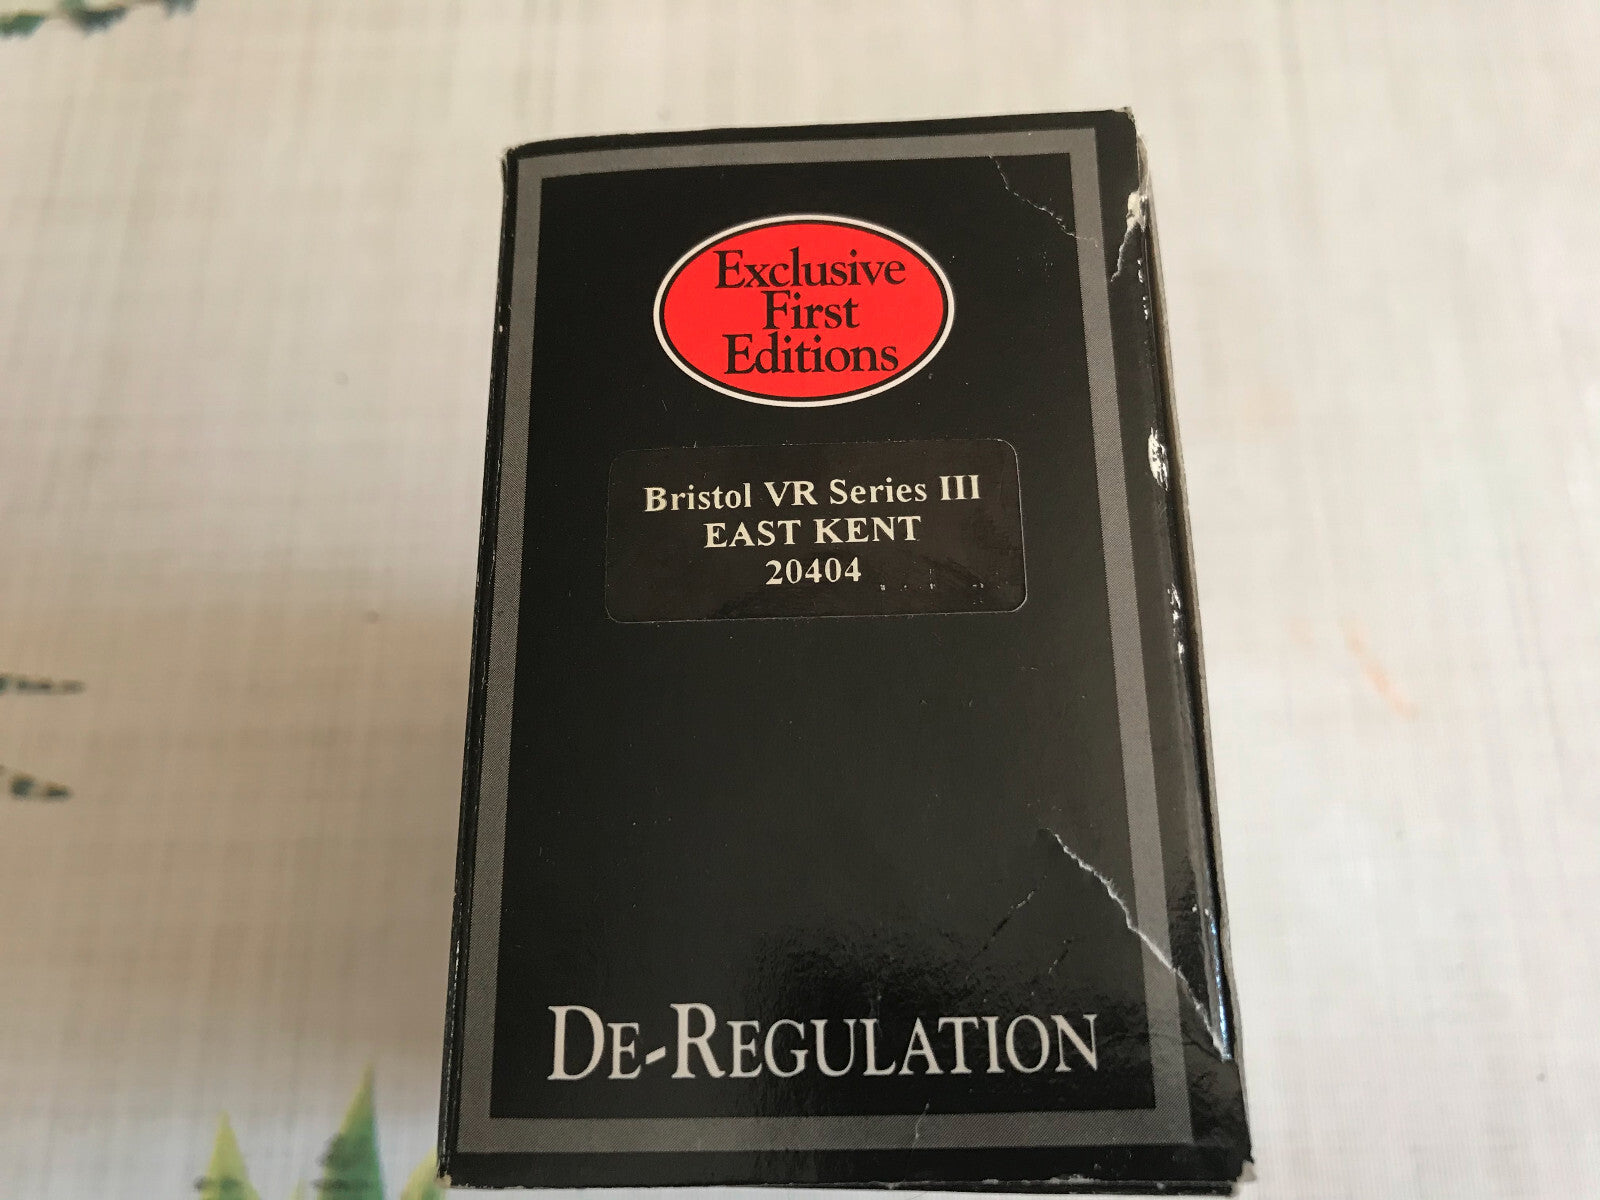 Exclusive
First
Editions
Bristol VR Series III
EAST KENT
20404
DE-REGULATION